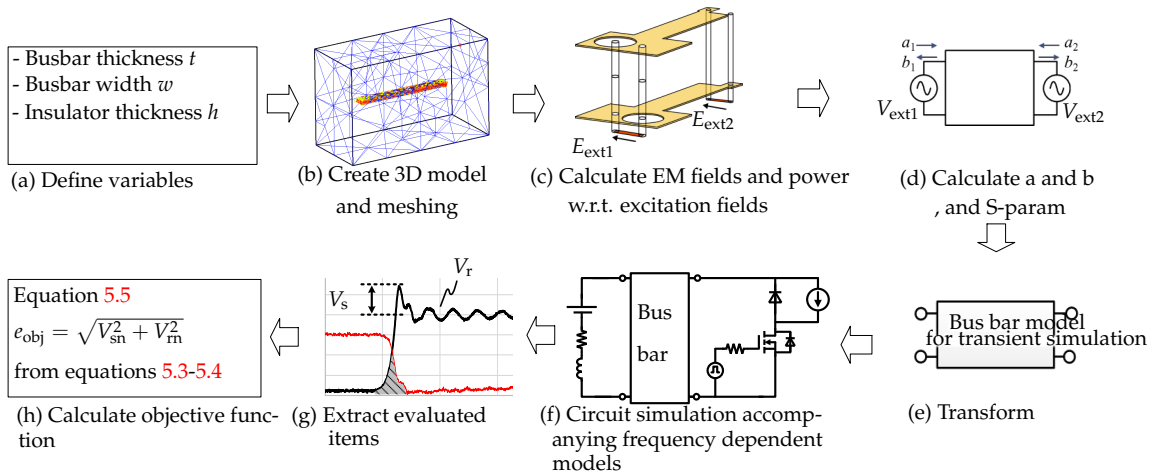 - Busbar thickness t
- Busbar width w
- Insulator thickness h
(a) Define variables
(b) Create 3D model
and meshing
E_ext1
E_ext2
(c) Calculate EM fields and power
w.r.t. excitation fields
a_1
b_1
a_2
b_2
V_ext1
V_ext2
(d) Calculate a and b
, and S-param
Bus bar model
for transient simulation
(e) Transform
Bus
bar
(f) Circuit simulation accomp-
anying frequency dependent
models
V_s
V_r
(g) Extract evaluated
items
Equation 5.5
e_obj = √(V_sn^2 + V_rn^2)
from equations 5.3-5.4
(h) Calculate objective func-
tion